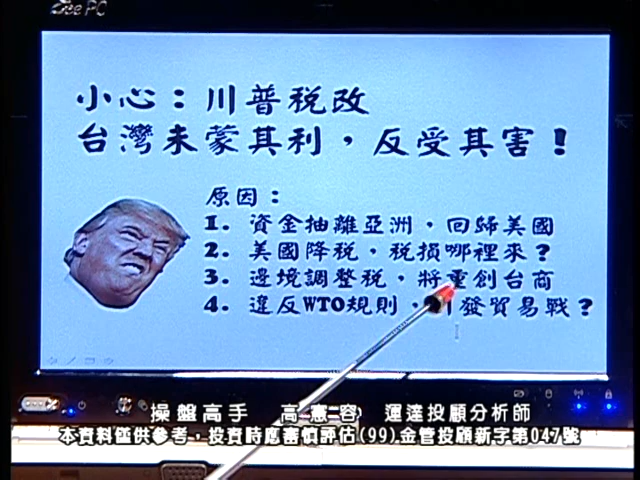 Eee PC
小心：川普稅改
台灣未蒙其利，反受其害！
原因：
1. 資金抽離亞洲，回歸美國
2. 美國降稅，稅損哪裡來？
3. 邊境調整稅，將重創台商
4. 違反WTO規則，引發貿易戰？
操盤高手 高憲容 運達投顧分析師
本資料僅供參考，投資時應審慎評估(99)金管投顧新字第047號